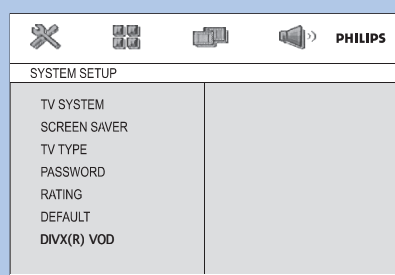 PHILIPS
SYSTEM SETUP
TV SYSTEM
SCREEN SAVER
TV TYPE
PASSWORD
RATING
DEFAULT
DIVX(R) VOD